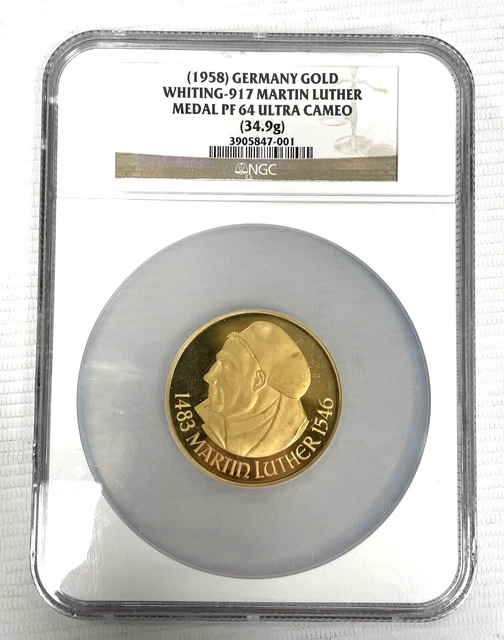 (1958) GERMANY GOLD
WHITING-917 MARTIN LUTHER
MEDAL PF 64 ULTRA CAMEO
(34.9g)
3905847-001
NGC
1483 MARTIN LUTHER 1546